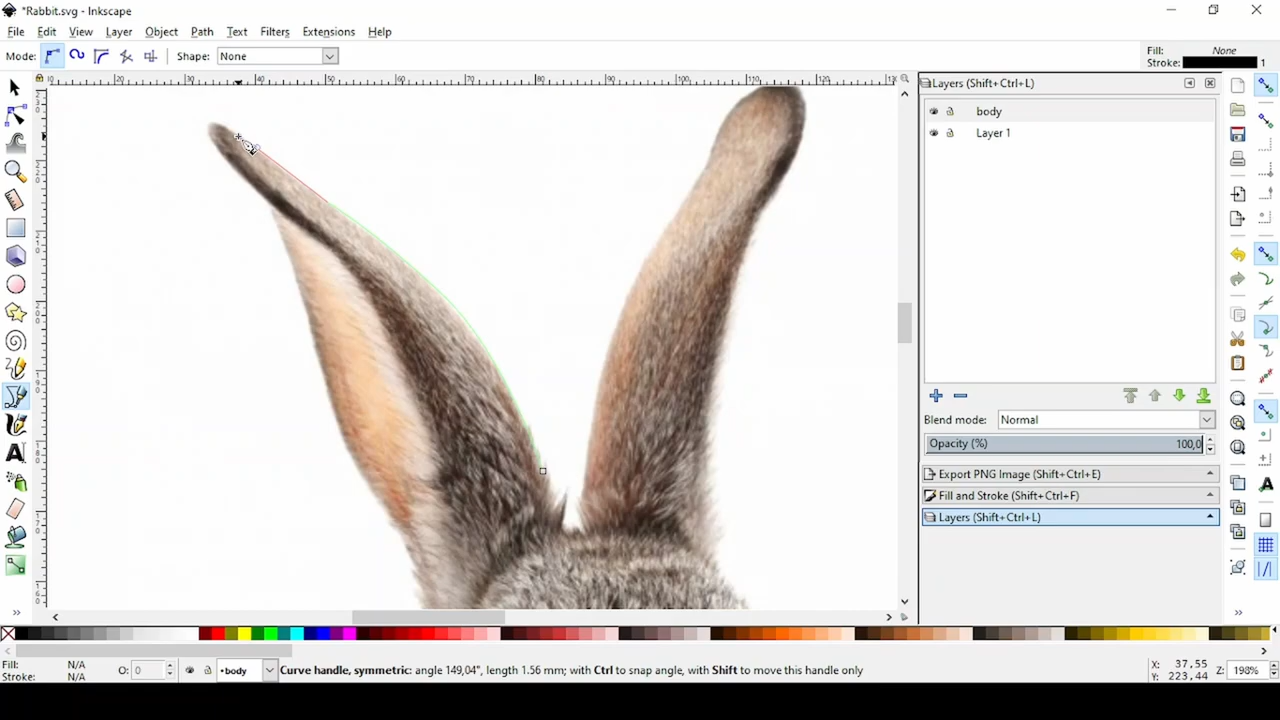 *Rabbit.svg - Inkscape
File Edit View Layer Object Path Text Filters Extensions Help
Mode: Shape: None
Fill: None
Stroke: 1
Layers (Shift+Ctrl+L)
body
Layer 1
Blend mode: Normal
Opacity (%) 100,0
Export PNG Image (Shift+Ctrl+E)
Fill and Stroke (Shift+Ctrl+F)
Layers (Shift+Ctrl+L)
Fill: N/A
Stroke: N/A
O: 0
•body
Curve handle, symmetric: angle 149,04°, length 1.56 mm; with Ctrl to snap angle, with Shift to move this handle only
X: 37,55
Y: 223,44
Z: 198%